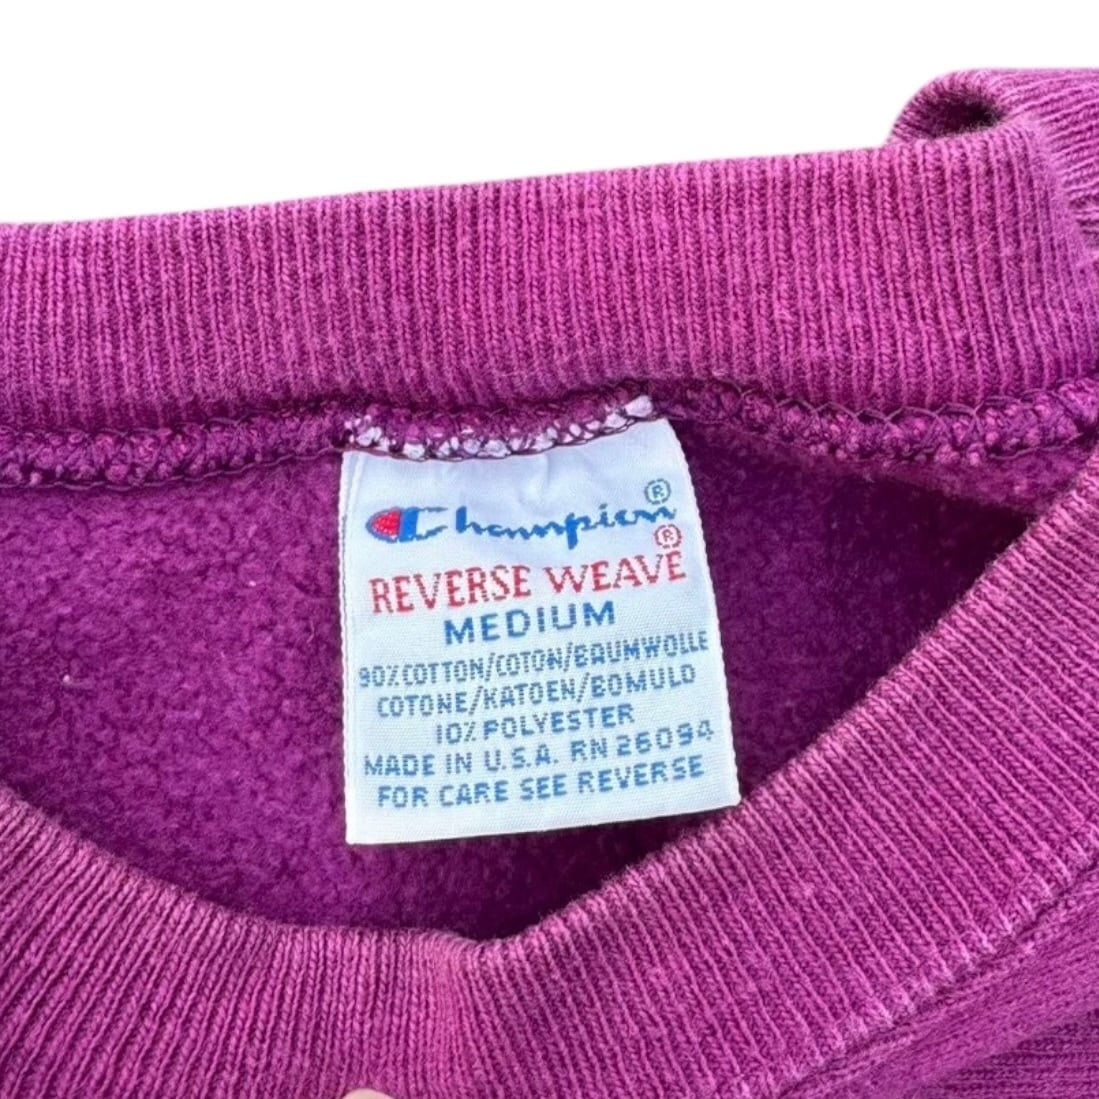 Champion®
REVERSE WEAVE®
MEDIUM
90% COTTON/COTON/BAUMWOLLE
COTONE/KATOEN/BOMULD
10% POLYESTER
MADE IN U.S.A. RN 26094
FOR CARE SEE REVERSE